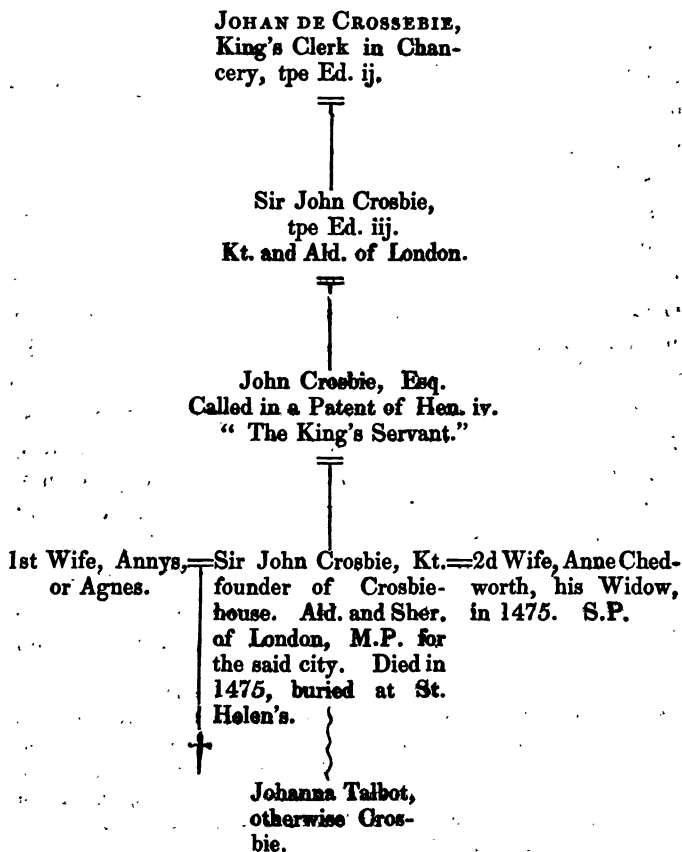 JOHAN DE CROSSEBIE,
King's Clerk in Chan-
cery, tpe Ed. ij.
Sir John Crosbie,
tpe Ed. iij.
Kt. and Ald. of London.
John Crosbie, Esq.
Called in a Patent of Hen. iv.
" The King's Servant."
1st Wife, Annys,
or Agnes.
Sir John Crosbie, Kt.
founder of Crosbie-
house. Ald. and Sher.
of London, M.P. for
the said city. Died in
1475, buried at St.
Helen's.
2d Wife, Anne Ched-
worth, his Widow,
in 1475. S.P.
Johanna Talbot,
otherwise Cros-
bie.